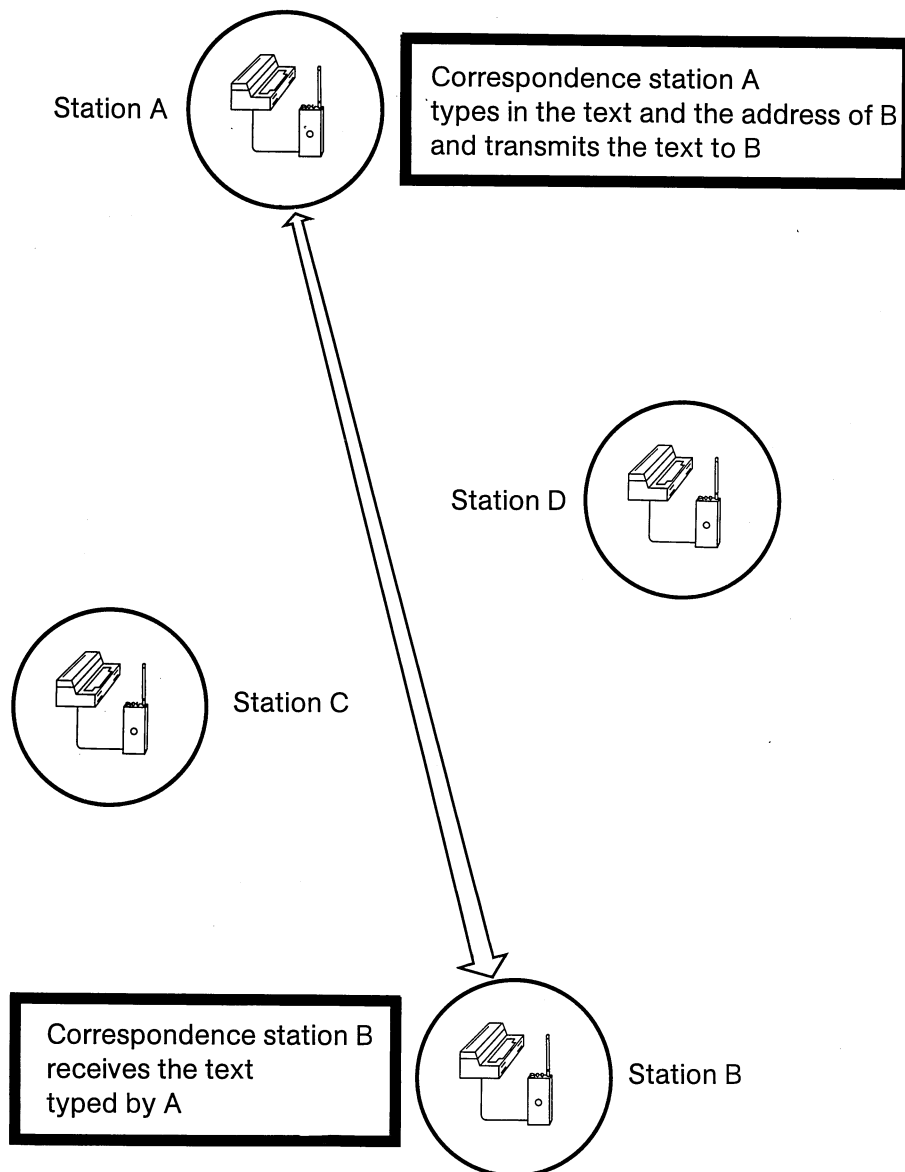 Station A
Correspondence station A
types in the text and the address of B
and transmits the text to B
Station D
Station C
Correspondence station B
receives the text
typed by A
Station B